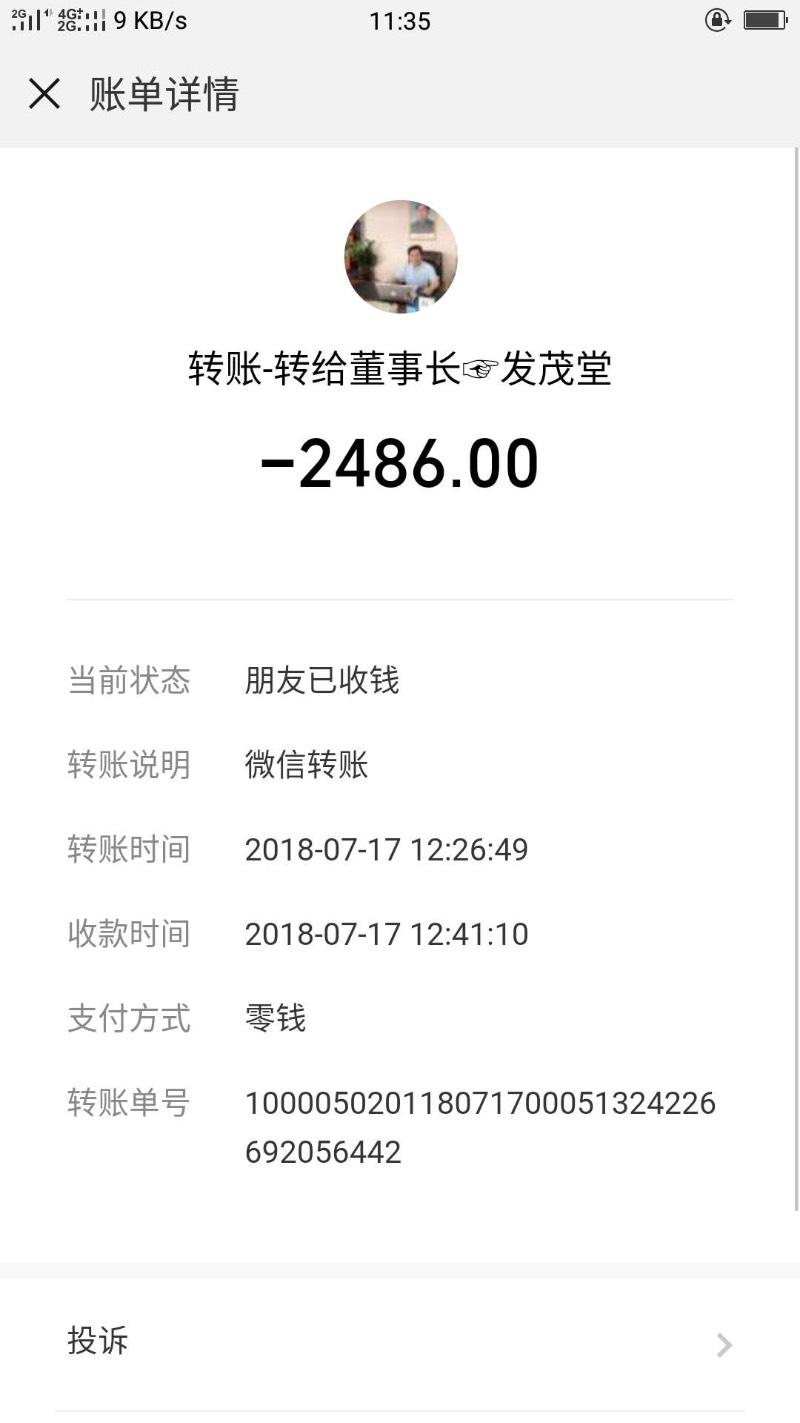 2G 4G+ 2G 9 KB/s 11:35
账单详情
转账-转给董事长☞发茂堂
-2486.00
当前状态 朋友已收钱
转账说明 微信转账
转账时间 2018-07-17 12:26:49
收款时间 2018-07-17 12:41:10
支付方式 零钱
转账单号 100005020118071700051324226
692056442
投诉